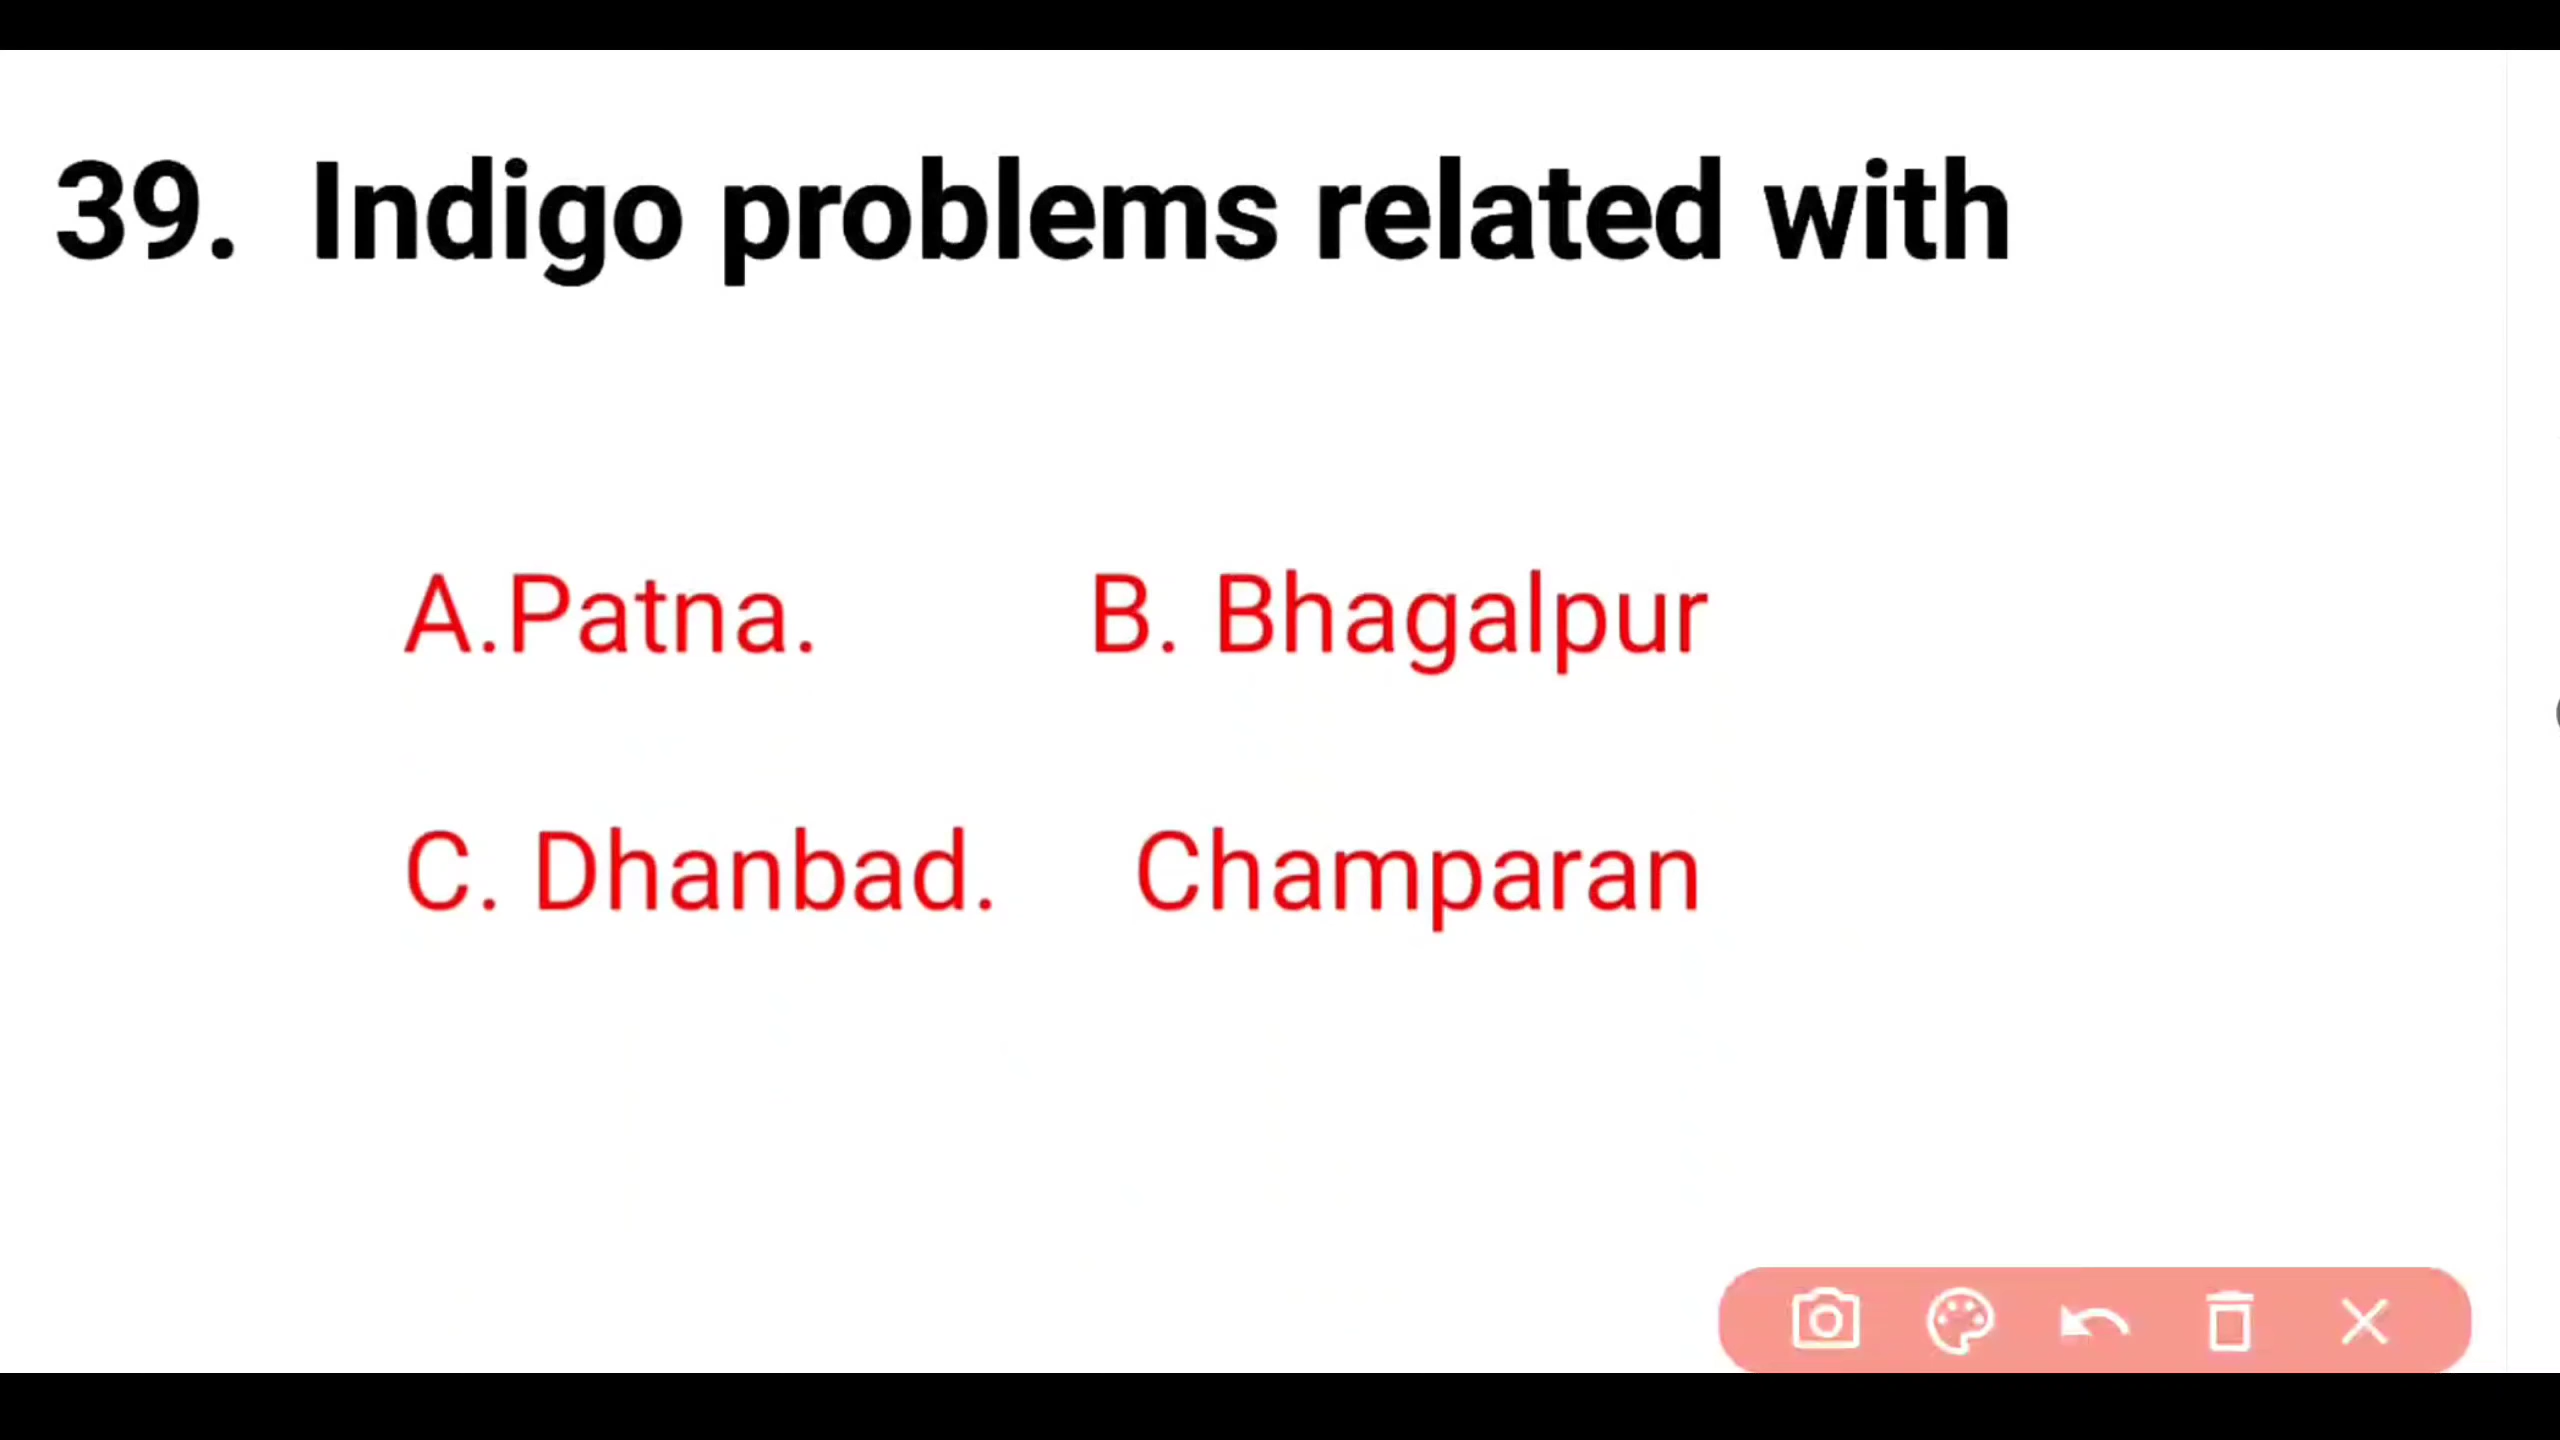 39. Indigo problems related with
A.Patna. B. Bhagalpur
C. Dhanbad. Champaran